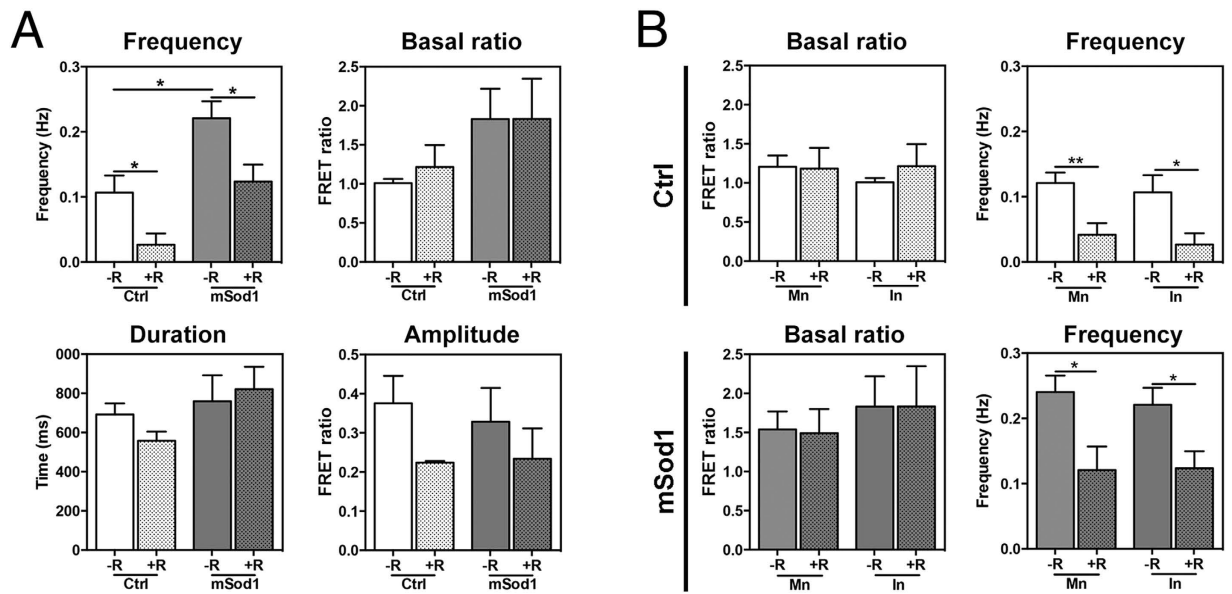 A
Frequency
Frequency (Hz)
0.3
0.2
0.1
0.0
*
*
*
-R +R -R +R
Ctrl mSod1
Basal ratio
FRET ratio
2.5
2.0
1.5
1.0
0.5
0.0
-R +R -R +R
Ctrl mSod1
Duration
Time (ms)
000
800
600
400
200
000
-R +R -R +R
Ctrl mSod1
Amplitude
FRET ratio
0.5
0.4
0.3
0.2
0.1
0.0
-R +R -R +R
Ctrl mSod1
B
Ctrl
Basal ratio
FRET ratio
2.5
2.0
1.5
1.0
0.5
0.0
-R +R -R +R
Mn In
Frequency
Frequency (Hz)
0.3
0.2
0.1
0.0
**
*
-R +R -R +R
Mn In
mSod1
Basal ratio
FRET ratio
2.5
2.0
1.5
1.0
0.5
0.0
-R +R -R +R
Mn In
Frequency
Frequency (Hz)
0.3
0.2
0.1
0.0
*
*
-R +R -R +R
Mn In